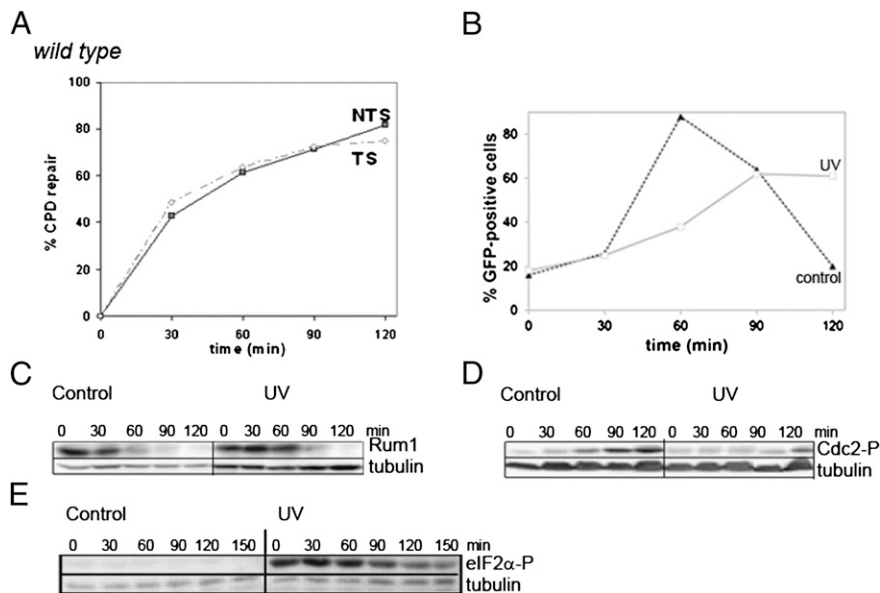 A
wild type
100
80
60
40
20
0
% CPD repair
NTS
TS
0 30 60 90 120
time (min)
B
80
60
40
20
0
% GFP-positive cells
UV
control
0 30 60 90 120
time (min)
C
Control UV
0 30 60 90 120 0 30 60 90 120 min
Rum1
tubulin
D
Control UV
0 30 60 90 120 0 30 60 90 120 min
Cdc2-P
tubulin
E
Control UV
0 30 60 90 120 150 0 30 60 90 120 150 min
eIF2α-P
tubulin